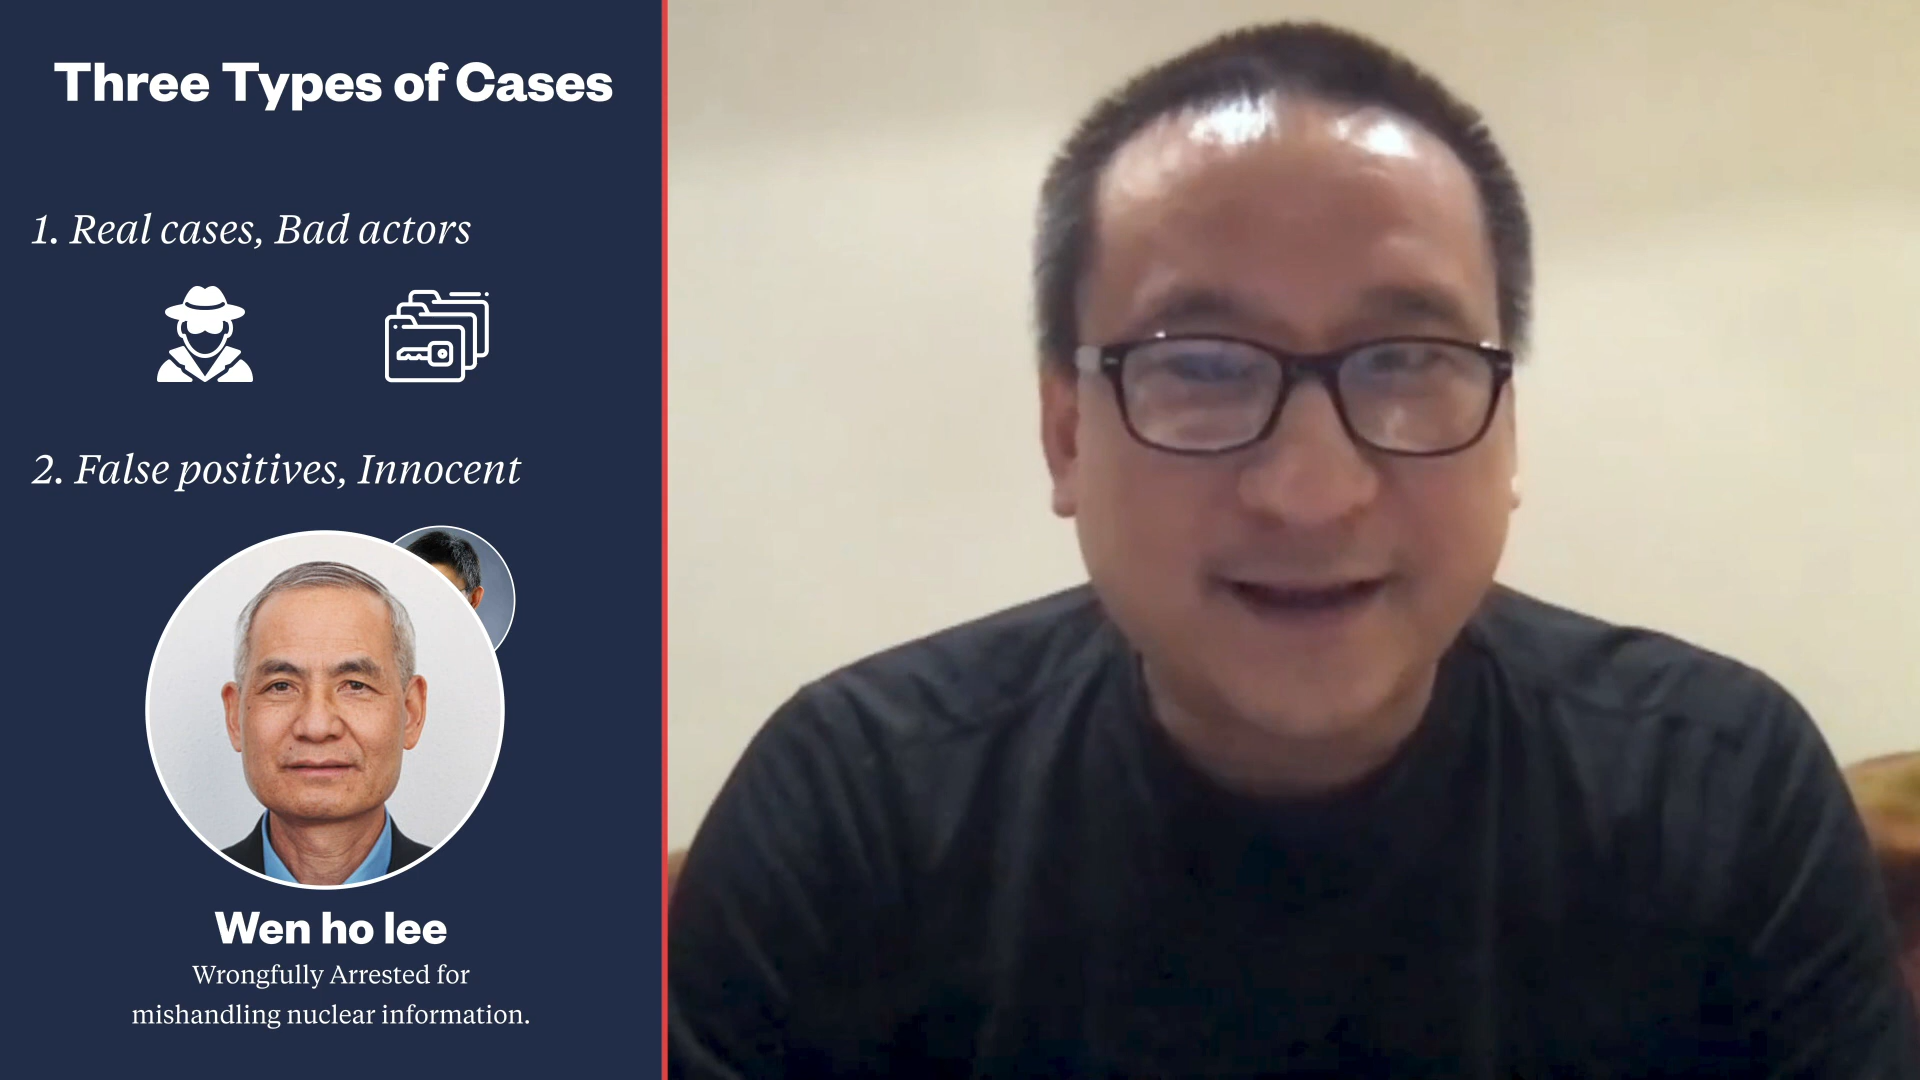 Three Types of Cases
1. Real cases, Bad actors
2. False positives, Innocent
Wen ho lee
Wrongfully Arrested for
mishandling nuclear information.